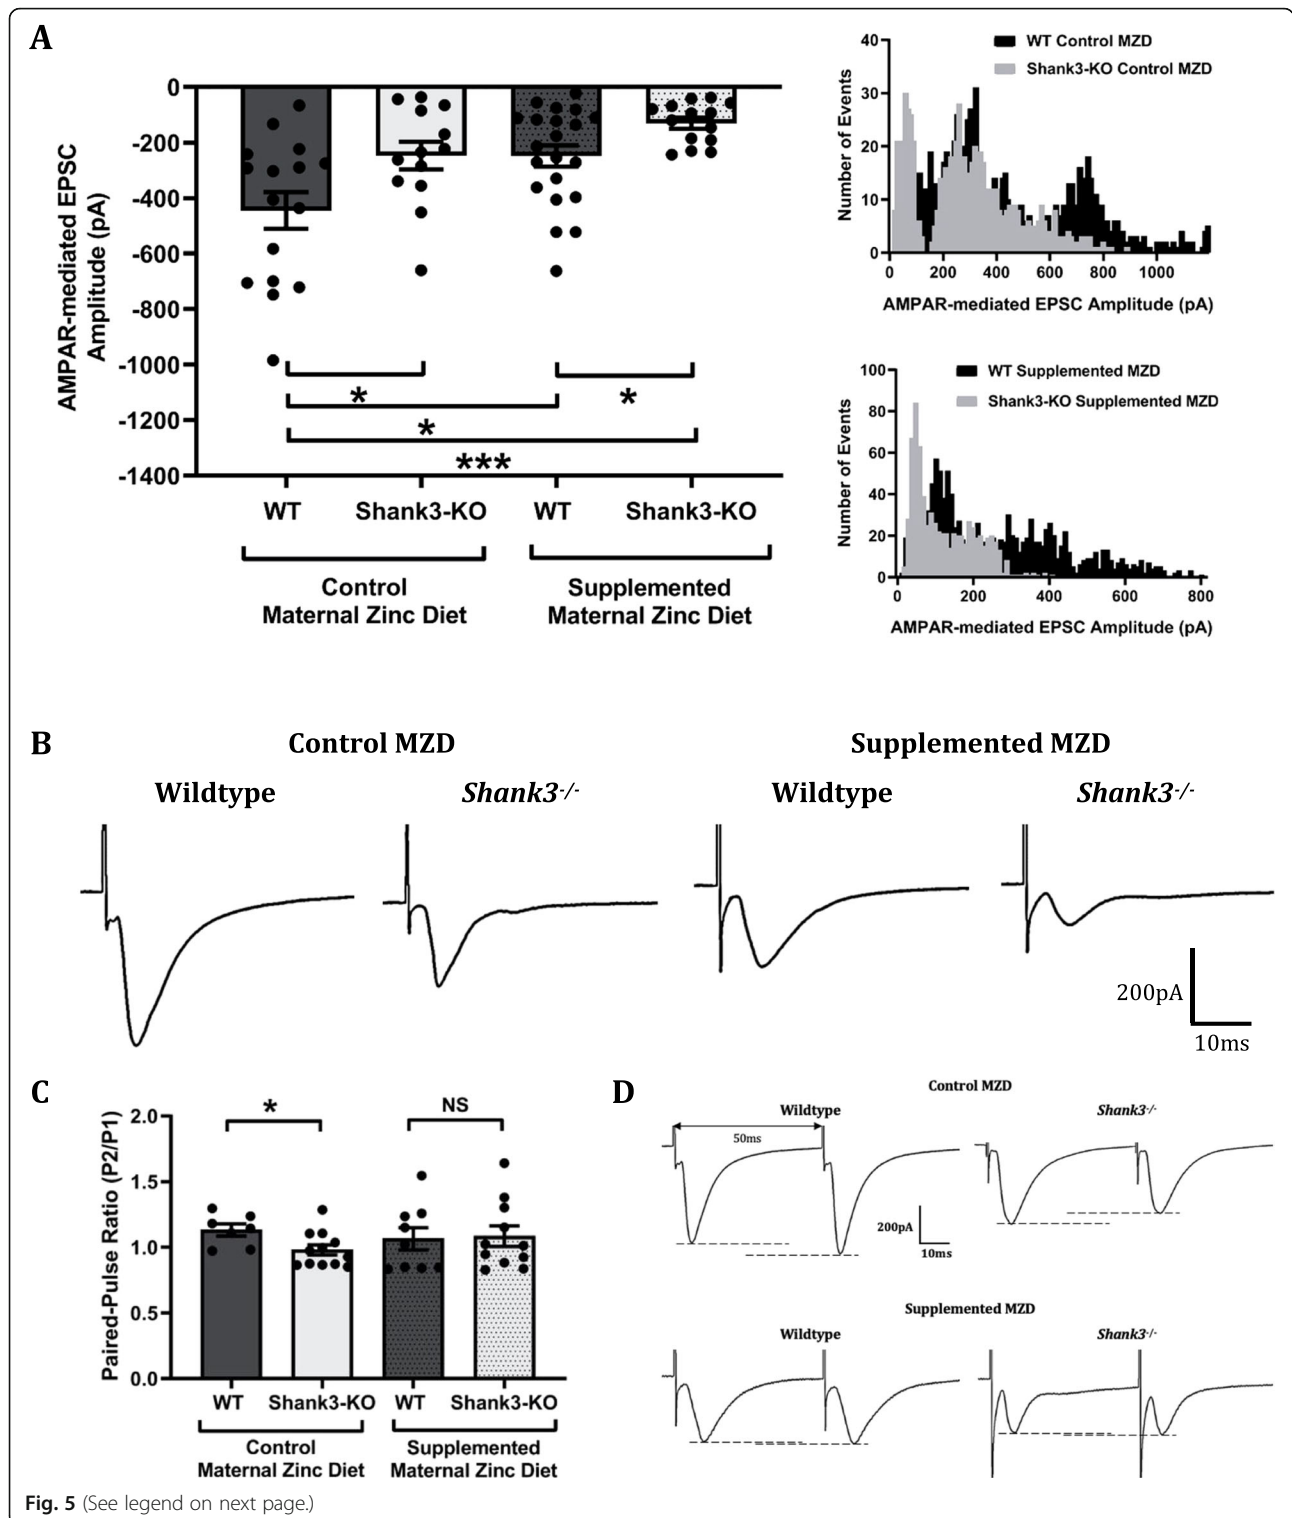 A
0
-200
-400
-600
-800
-1000
-1200
-1400
AMPAR-mediated EPSC
Amplitude (pA)
*
*
*
***
WT
Shank3-KO
WT
Shank3-KO
Control
Maternal Zinc Diet
Supplemented
Maternal Zinc Diet
WT Control MZD
Shank3-KO Control MZD
40
30
20
10
0
Number of Events
0 200 400 600 800 1000
AMPAR-mediated EPSC Amplitude (pA)
WT Supplemented MZD
Shank3-KO Supplemented MZD
100
80
60
40
20
0
Number of Events
0 200 400 600 800
AMPAR-mediated EPSC Amplitude (pA)
B
Control MZD
Supplemented MZD
Wildtype
Shank3-/-
Wildtype
Shank3-/-
200pA
10ms
C
2.0
1.5
1.0
0.5
0.0
Paired-Pulse Ratio (P2/P1)
*
NS
WT
Shank3-KO
WT
Shank3-KO
Control
Maternal Zinc Diet
Supplemented
Maternal Zinc Diet
D
Control MZD
Wildtype
Shank3-/-
50ms
200pA
10ms
Supplemented MZD
Wildtype
Shank3-/-
Fig. 5 (See legend on next page.)